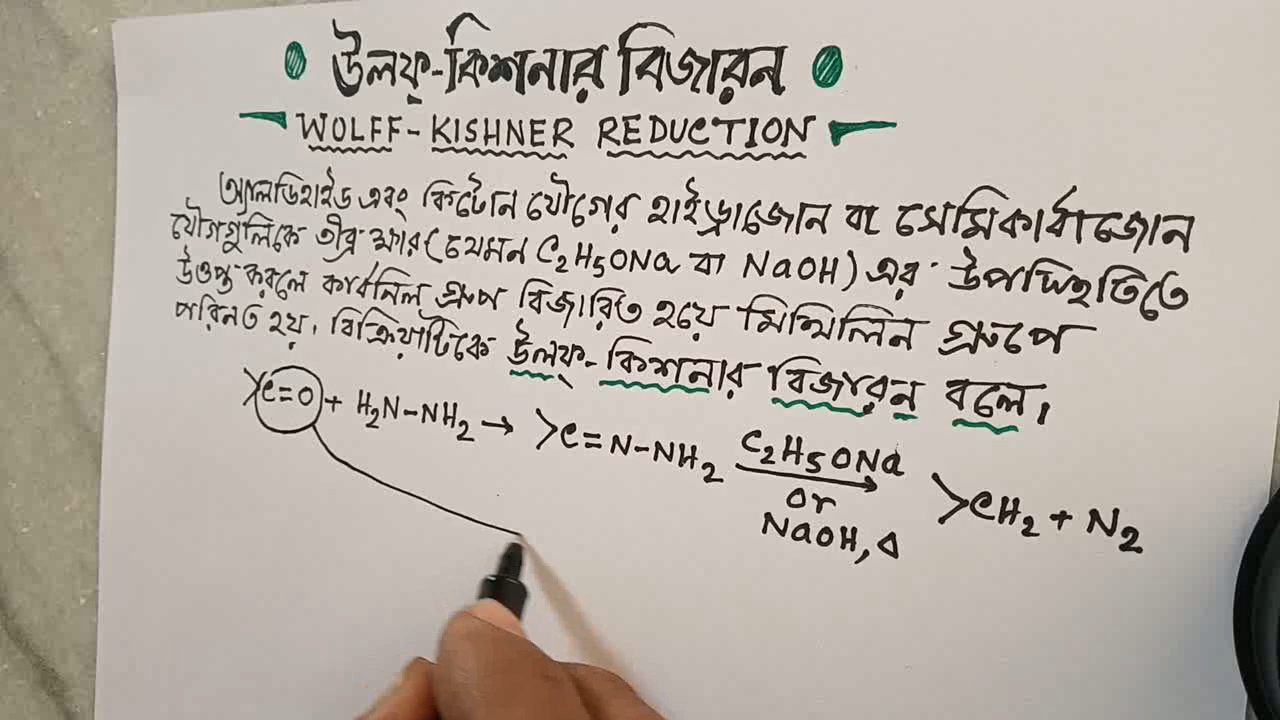 উলফ্-কিশনার বিজারন
WOLFF-KISHNER REDUCTION
অ্যালডিহাইড এবং কিটোন যৌগের হাইড্রাজোন বা সেমিকার্বাজোন
যৌগগুলিকে তীব্র ক্ষার (যেমন C₂H₅ONa বা NaOH) এর উপস্থিতিতে
উত্তপ্ত করলে কার্বনিল গ্রুপ বিজারিত হয়ে মিথিলিন গ্রুপে
পরিনত হয়। বিক্রিয়াটিকে উলফ্-কিশনার বিজারন বলে।
>C=O + H₂N-NH₂ → >C=N-NH₂ C₂H₅ONa or NaOH, Δ → >CH₂ + N₂